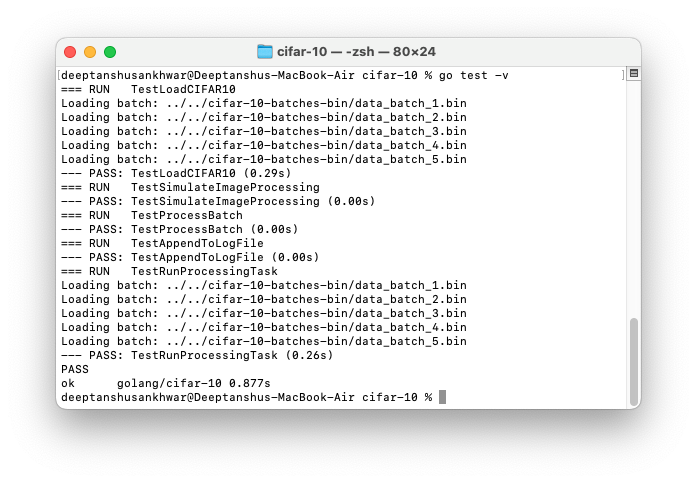 cifar-10 — -zsh — 80×24
[deeptanshusankhwar@Deeptanshus-MacBook-Air cifar-10 % go test -v ]
=== RUN   TestLoadCIFAR10
Loading batch: ../../cifar-10-batches-bin/data_batch_1.bin
Loading batch: ../../cifar-10-batches-bin/data_batch_2.bin
Loading batch: ../../cifar-10-batches-bin/data_batch_3.bin
Loading batch: ../../cifar-10-batches-bin/data_batch_4.bin
Loading batch: ../../cifar-10-batches-bin/data_batch_5.bin
--- PASS: TestLoadCIFAR10 (0.29s)
=== RUN   TestSimulateImageProcessing
--- PASS: TestSimulateImageProcessing (0.00s)
=== RUN   TestProcessBatch
--- PASS: TestProcessBatch (0.00s)
=== RUN   TestAppendToLogFile
--- PASS: TestAppendToLogFile (0.00s)
=== RUN   TestRunProcessingTask
Loading batch: ../../cifar-10-batches-bin/data_batch_1.bin
Loading batch: ../../cifar-10-batches-bin/data_batch_2.bin
Loading batch: ../../cifar-10-batches-bin/data_batch_3.bin
Loading batch: ../../cifar-10-batches-bin/data_batch_4.bin
Loading batch: ../../cifar-10-batches-bin/data_batch_5.bin
--- PASS: TestRunProcessingTask (0.26s)
PASS
ok      golang/cifar-10 0.877s
deeptanshusankhwar@Deeptanshus-MacBook-Air cifar-10 %